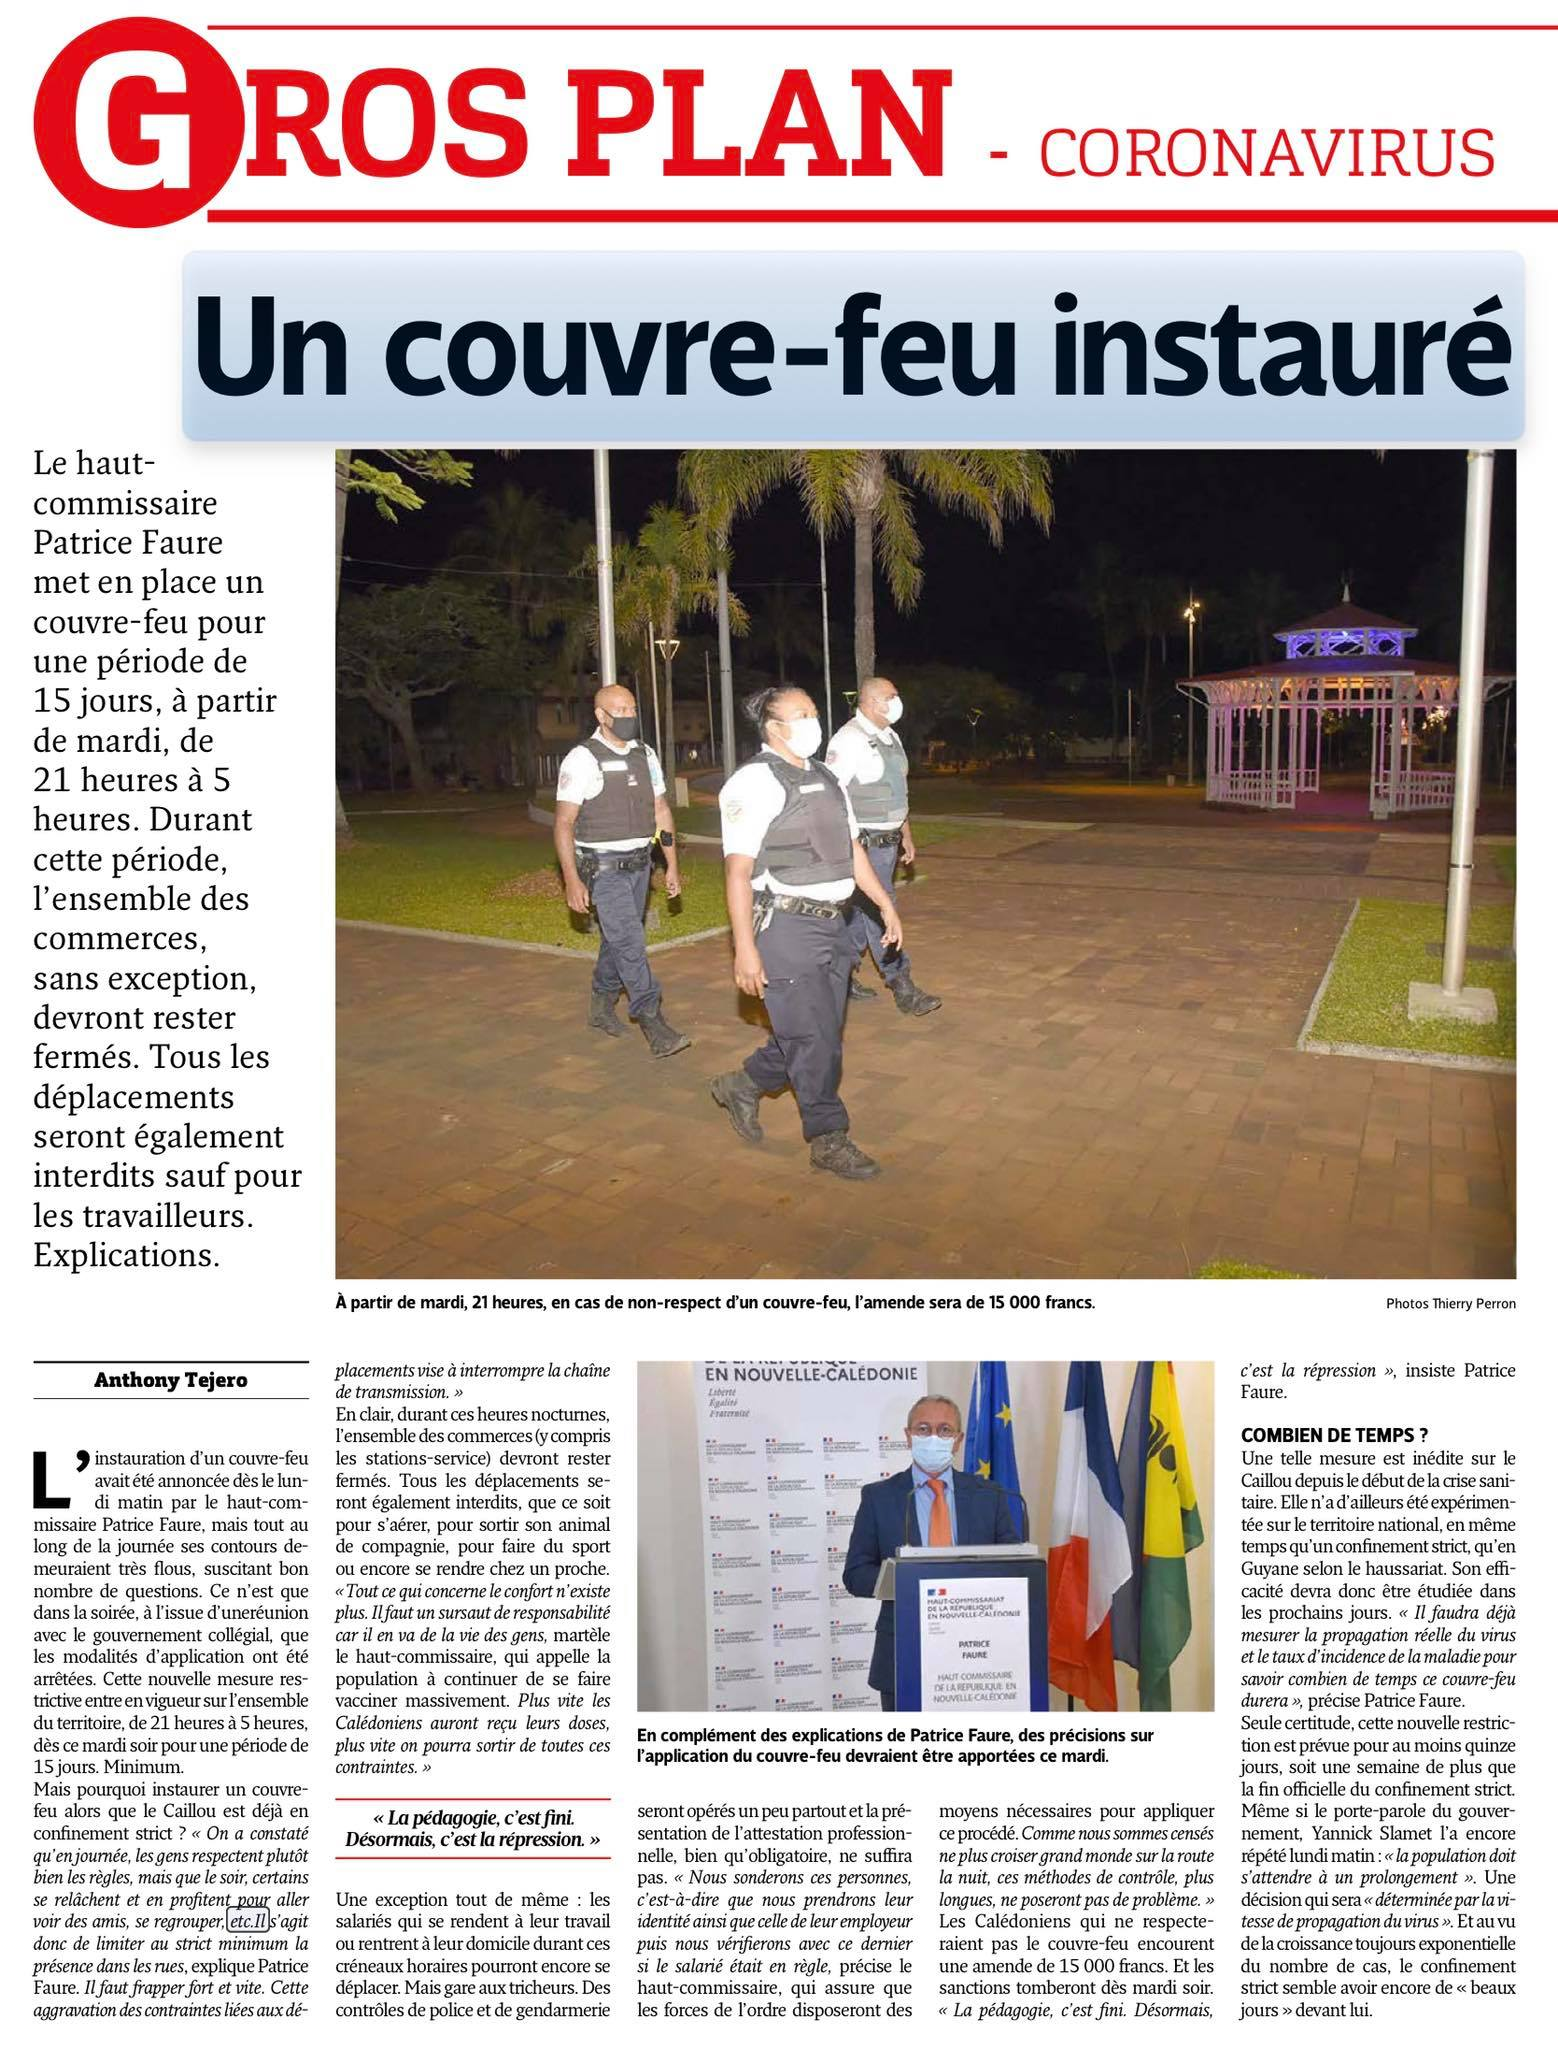 GROS PLAN - CORONAVIRUS
Un couvre-feu instauré
Le haut-
commissaire
Patrice Faure
met en place un
couvre-feu pour
une période de
15 jours, à partir
de mardi, de
21 heures à 5
heures. Durant
cette période,
l'ensemble des
commerces,
sans exception,
devront rester
fermés. Tous les
déplacements
seront également
interdits sauf pour
les travailleurs.
Explications.
À partir de mardi, 21 heures, en cas de non-respect d'un couvre-feu, l'amende sera de 15 000 francs.
Photos Thierry Perron
Anthony Tejero
L'instauration d'un couvre-feu
avait été annoncée dès le lun-
di matin par le haut-com-
missaire Patrice Faure, mais tout au
long de la journée ses contours de-
meuraient très flous, suscitant bon
nombre de questions. Ce n'est que
dans la soirée, à l'issue d'uneréunion
avec le gouvernement collégial, que
les modalités d'application ont été
arrêtées. Cette nouvelle mesure res-
trictive entre en vigueur sur l'ensemble
du territoire, de 21 heures à 5 heures,
dès ce mardi soir pour une période de
15 jours. Minimum.
Mais pourquoi instaurer un couvre-
feu alors que le Caillou est déjà en
confinement strict ? « On a constaté
qu'en journée, les gens respectent plutôt
bien les règles, mais que le soir, certains
se relâchent et en profitent pour aller
voir des amis, se regrouper, etc.Il s'agit
donc de limiter au strict minimum la
présence dans les rues, explique Patrice
Faure. Il faut frapper fort et vite. Cette
aggravation des contraintes liées aux dé-
placements vise à interrompre la chaîne
de transmission. »
En clair, durant ces heures nocturnes,
l'ensemble des commerces (y compris
les stations-service) devront rester
fermés. Tous les déplacements se-
ront également interdits, que ce soit
pour s'aérer, pour sortir son animal
de compagnie, pour faire du sport
ou encore se rendre chez un proche.
« Tout ce qui concerne le confort n'existe
plus. Il faut un sursaut de responsabilité
car il en va de la vie des gens, martèle
le haut-commissaire, qui appelle la
population à continuer de se faire
vacciner massivement. Plus vite les
Calédoniens auront reçu leurs doses,
plus vite on pourra sortir de toutes ces
contraintes. »
« La pédagogie, c'est fini.
Désormais, c'est la répression. »
Une exception tout de même : les
salariés qui se rendent à leur travail
ou rentrent à leur domicile durant ces
créneaux horaires pourront encore se
déplacer. Mais gare aux tricheurs. Des
contrôles de police et de gendarmerie
EN NOUVELLE-CALÉDONIE
Liberté
Égalité
Fraternité
HAUT-COMMISSARIAT
DE LA RÉPUBLIQUE
EN NOUVELLE-CALÉDONIE
PATRICE
FAURE
HAUT COMMISSAIRE
DE LA RÉPUBLIQUE EN
NOUVELLE-CALÉDONIE
En complément des explications de Patrice Faure, des précisions sur
l'application du couvre-feu devraient être apportées ce mardi.
seront opérés un peu partout et la pré-
sentation de l'attestation profession-
nelle, bien qu'obligatoire, ne suffira
pas. « Nous sonderons ces personnes,
c'est-à-dire que nous prendrons leur
identité ainsi que celle de leur employeur
puis nous vérifierons avec ce dernier
si le salarié était en règle, précise le
haut-commissaire, qui assure que
les forces de l'ordre disposeront des
moyens nécessaires pour appliquer
ce procédé. Comme nous sommes censés
ne plus croiser grand monde sur la route
la nuit, ces méthodes de contrôle, plus
longues, ne poseront pas de problème. »
Les Calédoniens qui ne respecte-
raient pas le couvre-feu encourent
une amende de 15 000 francs. Et les
sanctions tomberont dès mardi soir.
« La pédagogie, c'est fini. Désormais,
c'est la répression », insiste Patrice
Faure.
COMBIEN DE TEMPS ?
Une telle mesure est inédite sur le
Caillou depuis le début de la crise sani-
taire. Elle n'a d'ailleurs été expérimen-
tée sur le territoire national, en même
temps qu'un confinement strict, qu'en
Guyane selon le haussariat. Son effi-
cacité devra donc être étudiée dans
les prochains jours. « Il faudra déjà
mesurer la propagation réelle du virus
et le taux d'incidence de la maladie pour
savoir combien de temps ce couvre-feu
durera », précise Patrice Faure.
Seule certitude, cette nouvelle restric-
tion est prévue pour au moins quinze
jours, soit une semaine de plus que
la fin officielle du confinement strict.
Même si le porte-parole du gouver-
nement, Yannick Slamet l'a encore
répété lundi matin : « la population doit
s'attendre à un prolongement ». Une
décision qui sera « déterminée par la vi-
tesse de propagation du virus ». Et au vu
de la croissance toujours exponentielle
du nombre de cas, le confinement
strict semble avoir encore de « beaux
jours » devant lui.